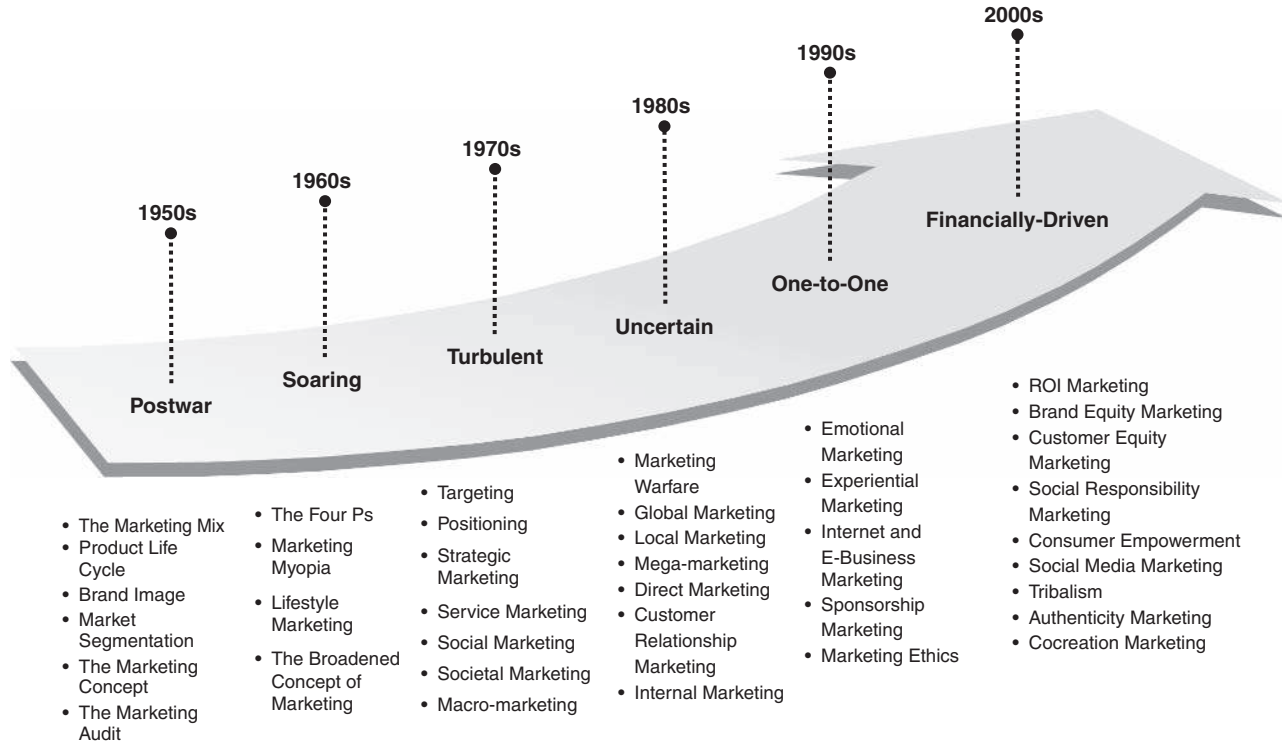 1950s
Postwar
• The Marketing Mix
• Product Life
Cycle
• Brand Image
• Market
Segmentation
• The Marketing
Concept
• The Marketing
Audit
1960s
Soaring
• The Four Ps
• Marketing
Myopia
• Lifestyle
Marketing
• The Broadened
Concept of
Marketing
1970s
Turbulent
• Targeting
• Positioning
• Strategic
Marketing
• Service Marketing
• Social Marketing
• Societal Marketing
• Macro-marketing
1980s
Uncertain
• Marketing
Warfare
• Global Marketing
• Local Marketing
• Mega-marketing
• Direct Marketing
• Customer
Relationship
Marketing
• Internal Marketing
1990s
One-to-One
• Emotional
Marketing
• Experiential
Marketing
• Internet and
E-Business
Marketing
• Sponsorship
Marketing
• Marketing Ethics
2000s
Financially-Driven
• ROI Marketing
• Brand Equity Marketing
• Customer Equity
Marketing
• Social Responsibility
Marketing
• Consumer Empowerment
• Social Media Marketing
• Tribalism
• Authenticity Marketing
• Cocreation Marketing